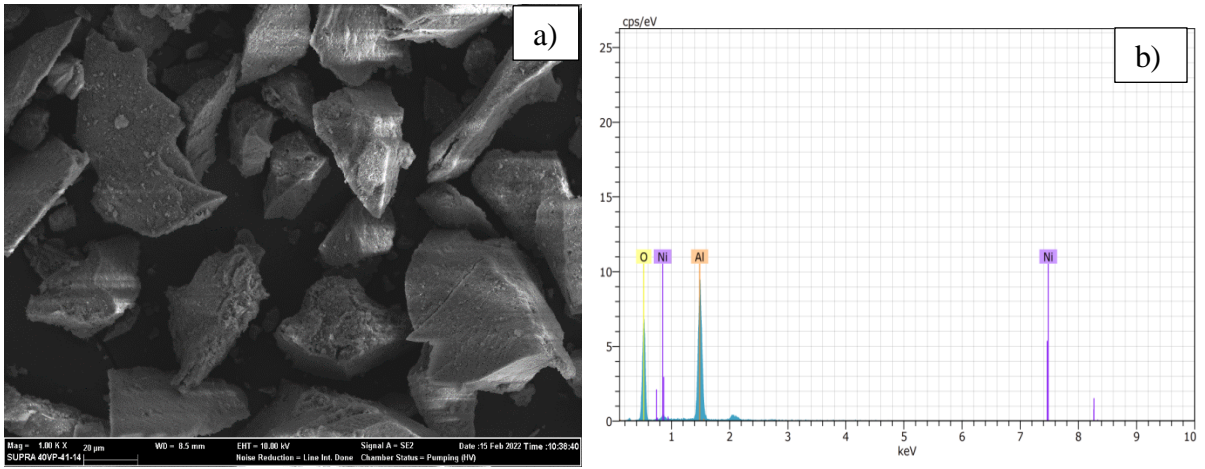 a)
Mag = 1.00 K X
20 µm
WD = 8.5 mm
EHT = 10.00 kV
Signal A = SE2
Date :15 Feb 2022 Time :10:38:40
SUPRA 40VP-41-14
Noise Reduction = Line Int. Done
Chamber Status = Pumping (HV)
b)
cps/eV
25
20
15
10
5
0
O
Ni
Al
Ni
1
2
3
4
5
6
7
8
9
10
keV